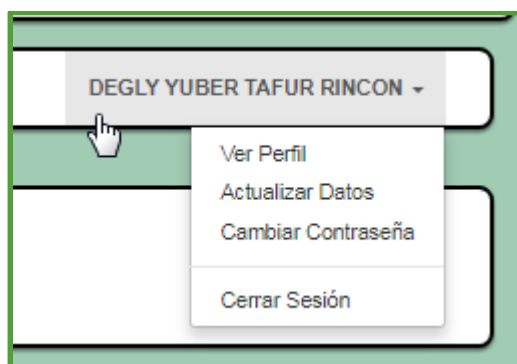 DEGLY YUBER TAFUR RINCON
Ver Perfil
Actualizar Datos
Cambiar Contraseña
Cerrar Sesión